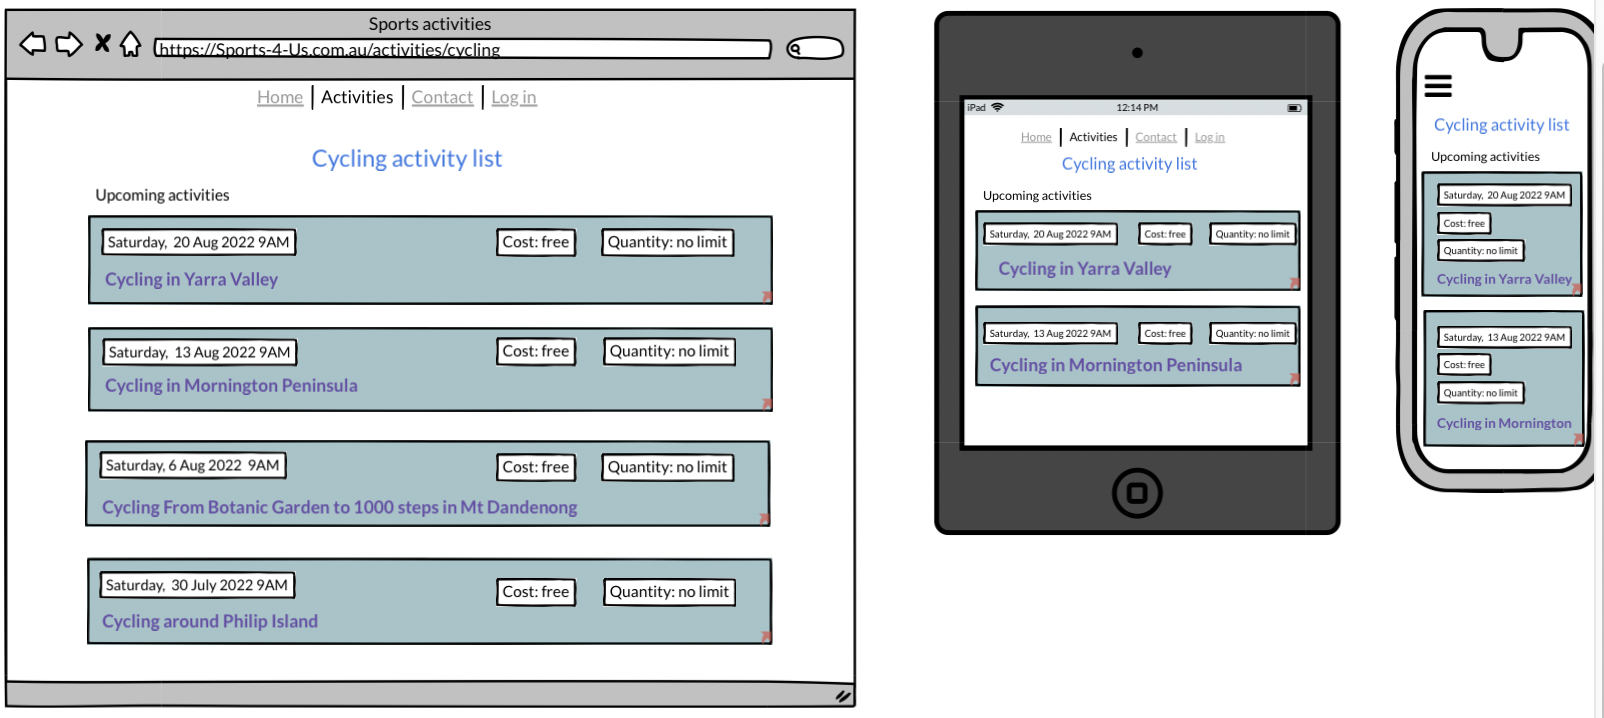 Sports activities
https://Sports-4-Us.com.au/activities/cycling
Home | Activities | Contact | Log in
Cycling activity list
Upcoming activities
Saturday, 20 Aug 2022 9AM Cost: free Quantity: no limit
Cycling in Yarra Valley
Saturday, 13 Aug 2022 9AM Cost: free Quantity: no limit
Cycling in Mornington Peninsula
Saturday, 6 Aug 2022 9AM Cost: free Quantity: no limit
Cycling From Botanic Garden to 1000 steps in Mt Dandenong
Saturday, 30 July 2022 9AM Cost: free Quantity: no limit
Cycling around Philip Island
iPad 12:14 PM
Home | Activities | Contact | Log in
Cycling activity list
Upcoming activities
Saturday, 20 Aug 2022 9AM Cost: free Quantity: no limit
Cycling in Yarra Valley
Saturday, 13 Aug 2022 9AM Cost: free Quantity: no limit
Cycling in Mornington Peninsula
Cycling activity list
Upcoming activities
Saturday, 20 Aug 2022 9AM
Cost: free
Quantity: no limit
Cycling in Yarra Valley
Saturday, 13 Aug 2022 9AM
Cost: free
Quantity: no limit
Cycling in Mornington